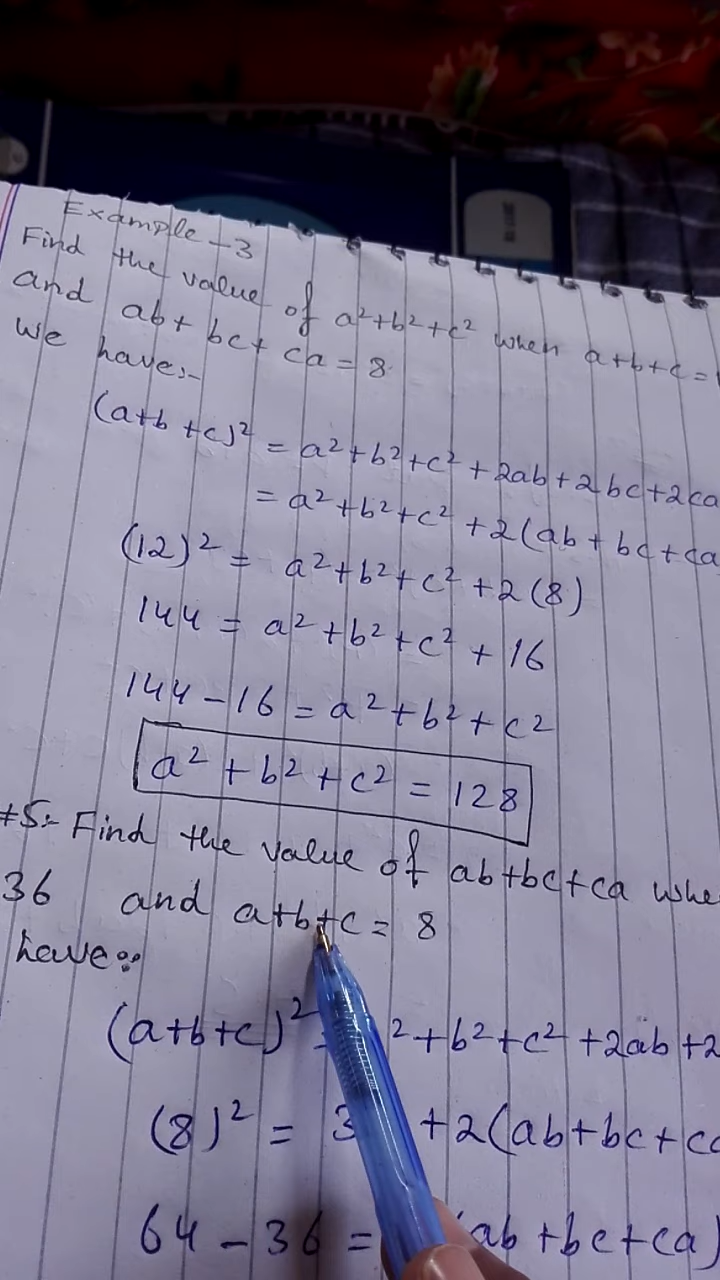 Example -3
Find the value of a²+b²+c² when a+b+c =
and ab+ bc+ ca = 8.
we have:-
(a+b +c)² = a²+b²+c² +2ab+2bc+2ca
= a²+b²+c² +2(ab+bc+ca
(12)² = a²+b²+c² +2(8)
144 = a²+b²+c² + 16
144-16 = a²+b²+c²
a²+b²+c² = 128
#5:- Find the value of ab+bc+ca whe
36 and a+b+c = 8
have::
(a+b+c)² = ²+b²+c²+2ab+2
(8)² = 3 +2(ab+bc+c
64-36 = (ab+bc+ca)